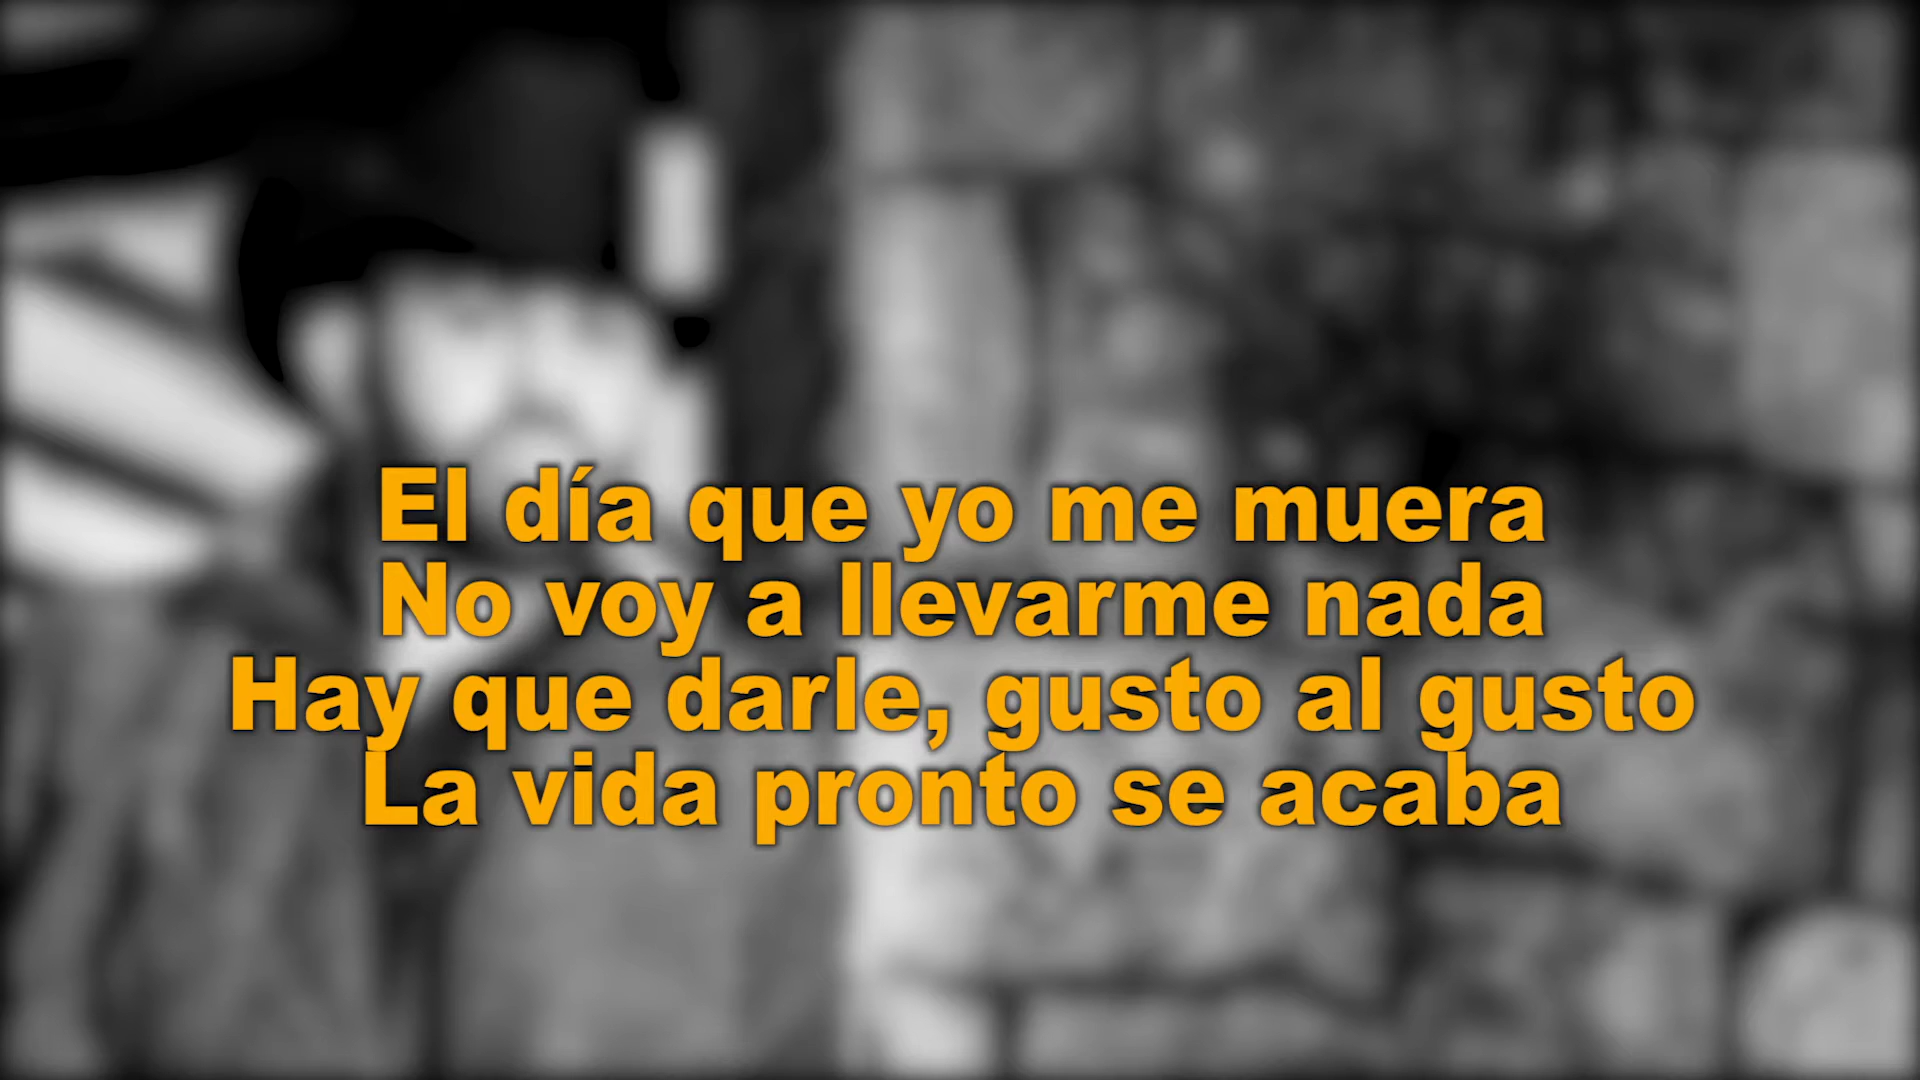 El día que yo me muera
No voy a llevarme nada
Hay que darle, gusto al gusto
La vida pronto se acaba